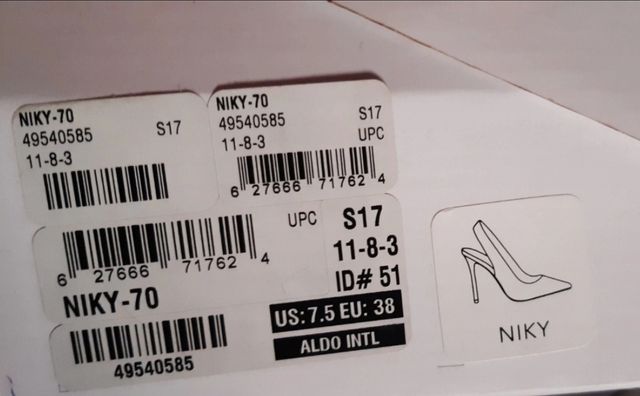 NIKY-70
49540585 S17
11-8-3
NIKY-70
49540585 S17
11-8-3 UPC
6 27666 71762 4
UPC S17
11-8-3
ID# 51
6 27666 71762 4
NIKY-70
US: 7.5 EU: 38
ALDO INTL
49540585
NIKY